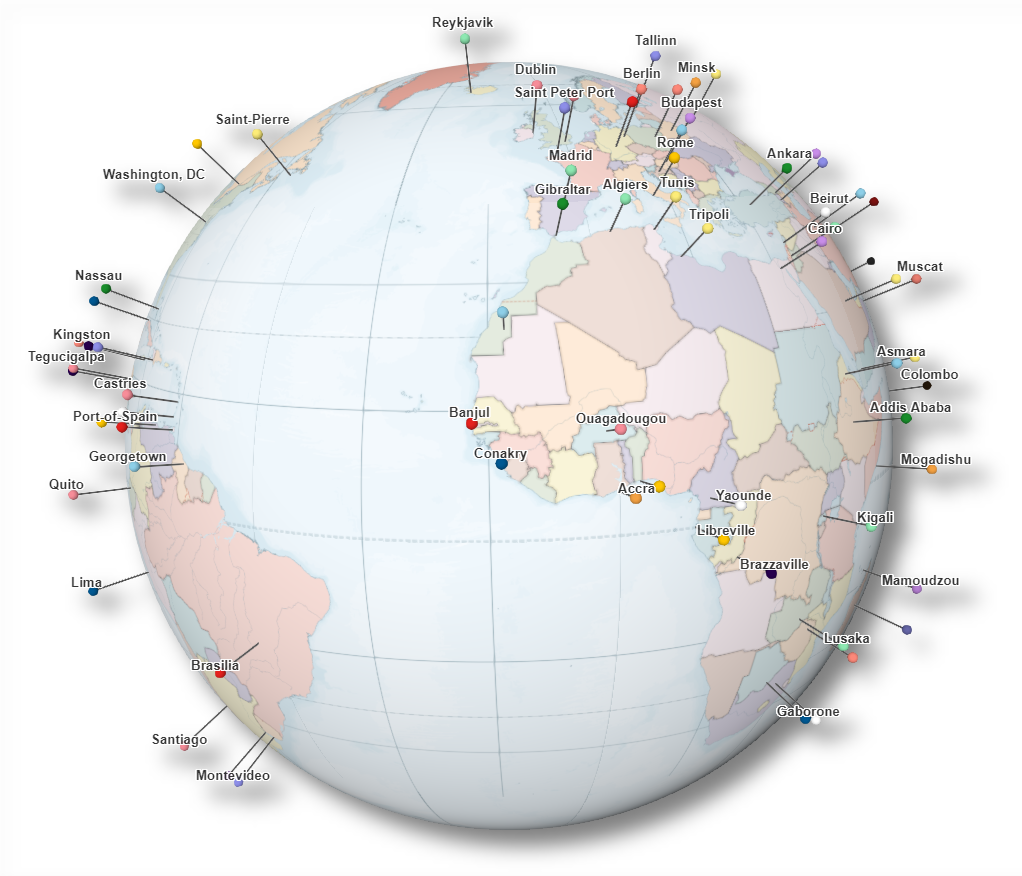 Reykjavik
Tallinn
Dublin
Berlin
Minsk
Saint Peter Port
Budapest
Saint-Pierre
Rome
Madrid
Ankara
Washington, DC
Gibraltar
Algiers
Tunis
Beirut
Tripoli
Cairo
Muscat
Nassau
Kingston
Asmara
Tegucigalpa
Colombo
Castries
Addis Ababa
Banjul
Port-of-Spain
Ouagadougou
Conakry
Georgetown
Mogadishu
Quito
Accra
Yaounde
Kigali
Libreville
Brazzaville
Lima
Mamoudzou
Lusaka
Brasilia
Gaborone
Santiago
Montevideo